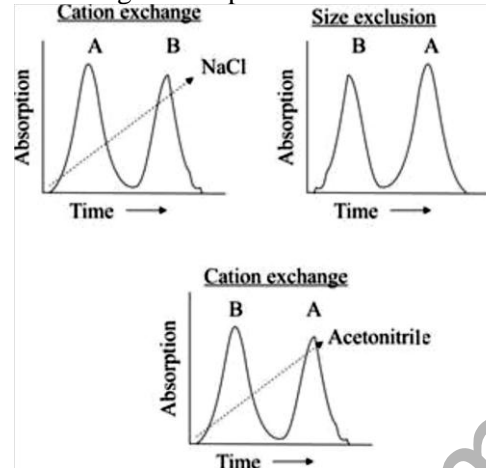 Cation exchange
A B
NaCl
Absorption
Time
Size exclusion
B A
Absorption
Time
Cation exchange
B A
Acetonitrile
Absorption
Time